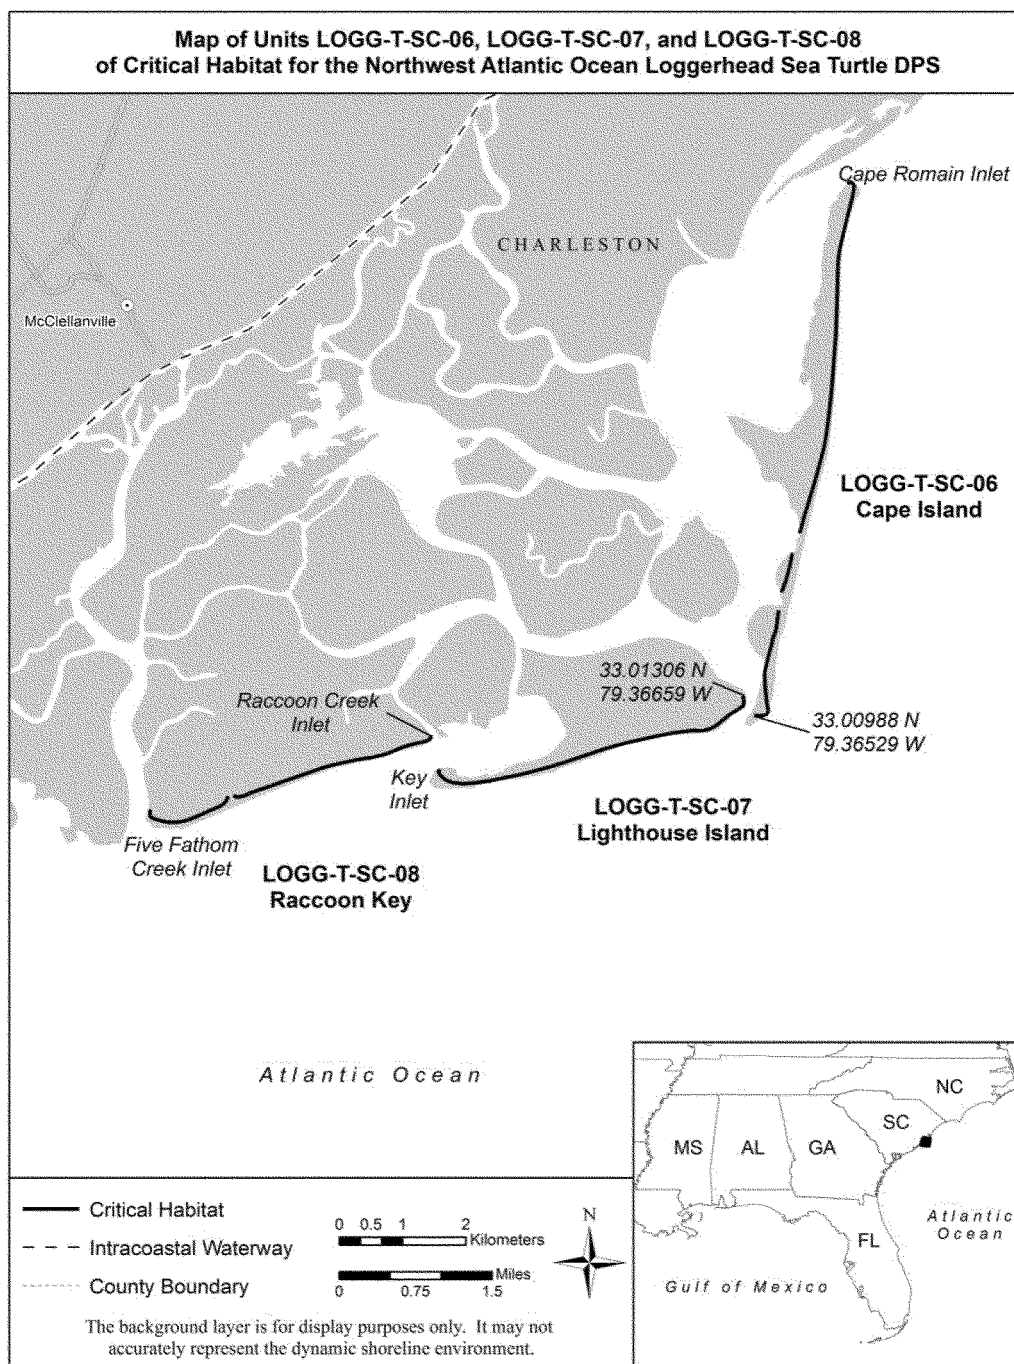 Map of Units LOGG-T-SC-06, LOGG-T-SC-07, and LOGG-T-SC-08
of Critical Habitat for the Northwest Atlantic Ocean Loggerhead Sea Turtle DPS
Cape Romain Inlet
CHARLESTON
McClellanville
LOGG-T-SC-06
Cape Island
33.01306 N
79.36659 W
Raccoon Creek
Inlet
33.00988 N
79.36529 W
Key
Inlet
LOGG-T-SC-07
Lighthouse Island
Five Fathom
Creek Inlet
LOGG-T-SC-08
Raccoon Key
Atlantic Ocean
NC
SC
MS
AL
GA
FL
Atlantic
Ocean
Gulf of Mexico
Critical Habitat
Intracoastal Waterway
County Boundary
0 0.5 1 2
Kilometers
Miles
0 0.75 1.5
N
The background layer is for display purposes only. It may not
accurately represent the dynamic shoreline environment.